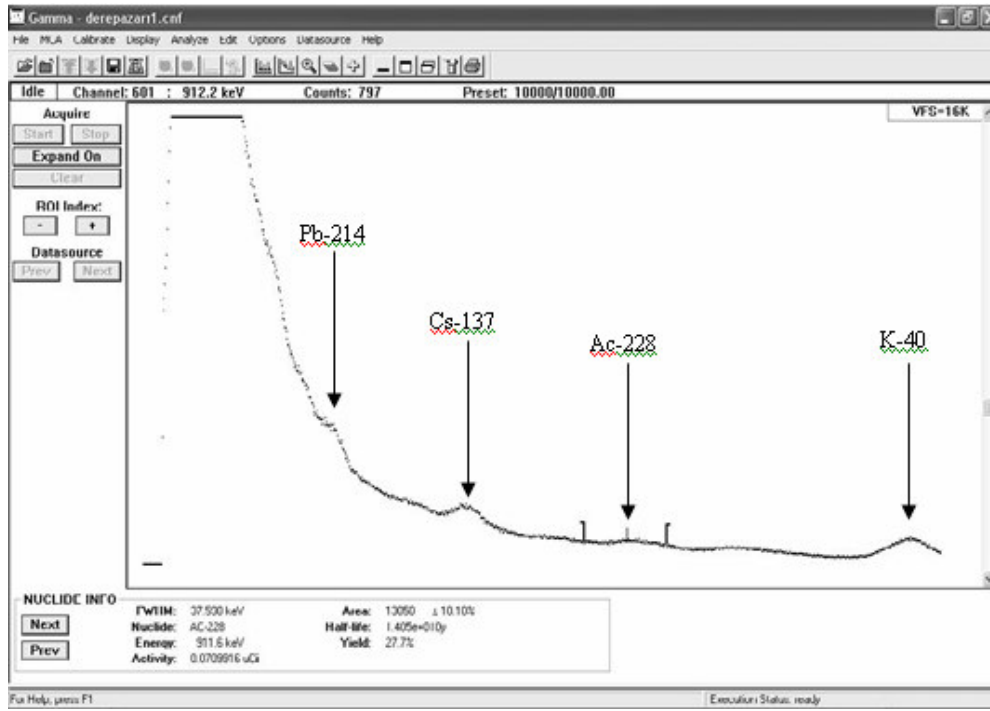 Gamma - derepazarı1.cnf
File MCA Calibrate Display Analyze Edit Options Datasource Help
Idle Channel: 601 : 912.2 keV Counts: 797 Preset: 10000/10000.00
Acquire
Start Stop
Expand On
Clear
ROI Index:
- +
Datasource
Prev Next
VFS=16K
Pb-214
Cs-137
Ac-228
K-40
NUCLIDE INFO
Next
Prev
FWHM: 37.930 keV Area: 13050 ± 10.10%
Nuclide: AC-228 Half-life: 1.405e+010y
Energy: 911.6 keV Yield: 27.7%
Activity: 0.0709916 uCi
For Help, press F1 Execution Status: ready